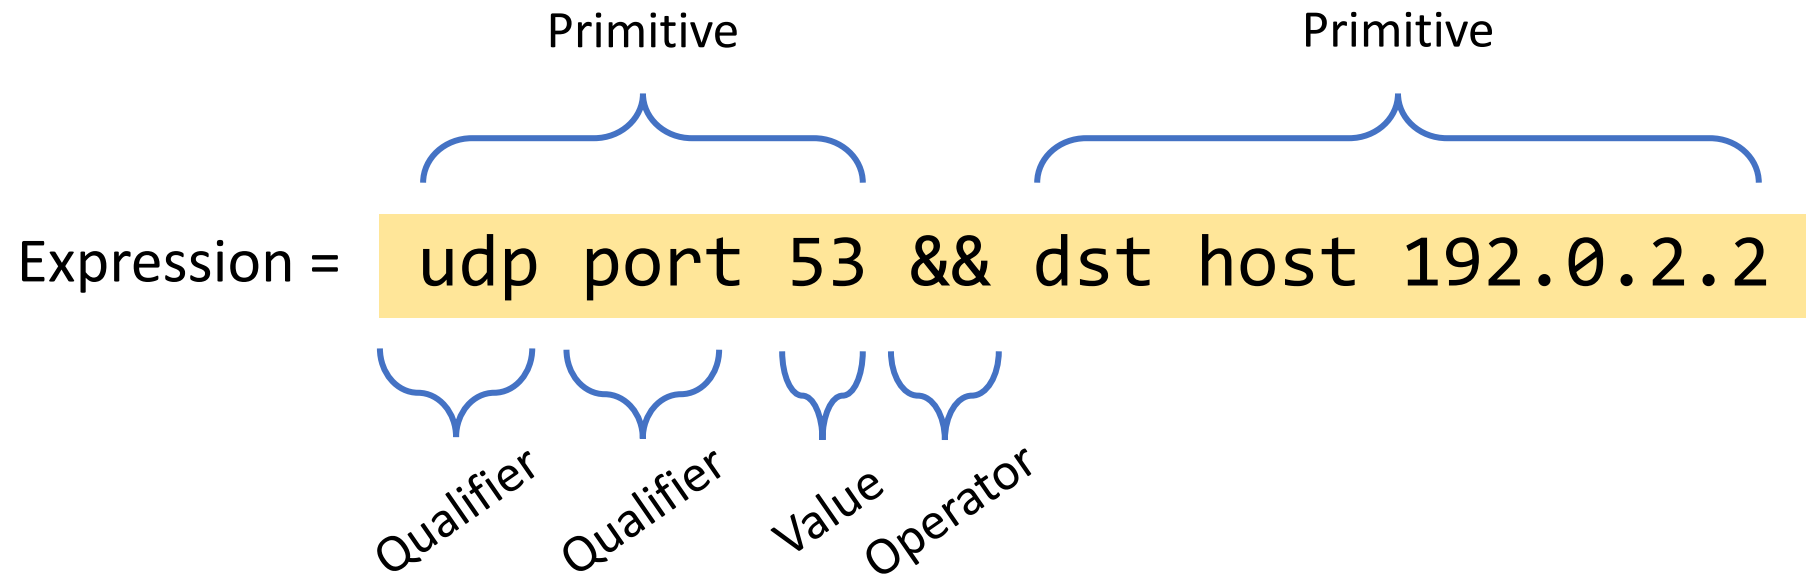 Primitive Primitive
Expression = udp port 53 && dst host 192.0.2.2
Qualifier Qualifier Value Operator